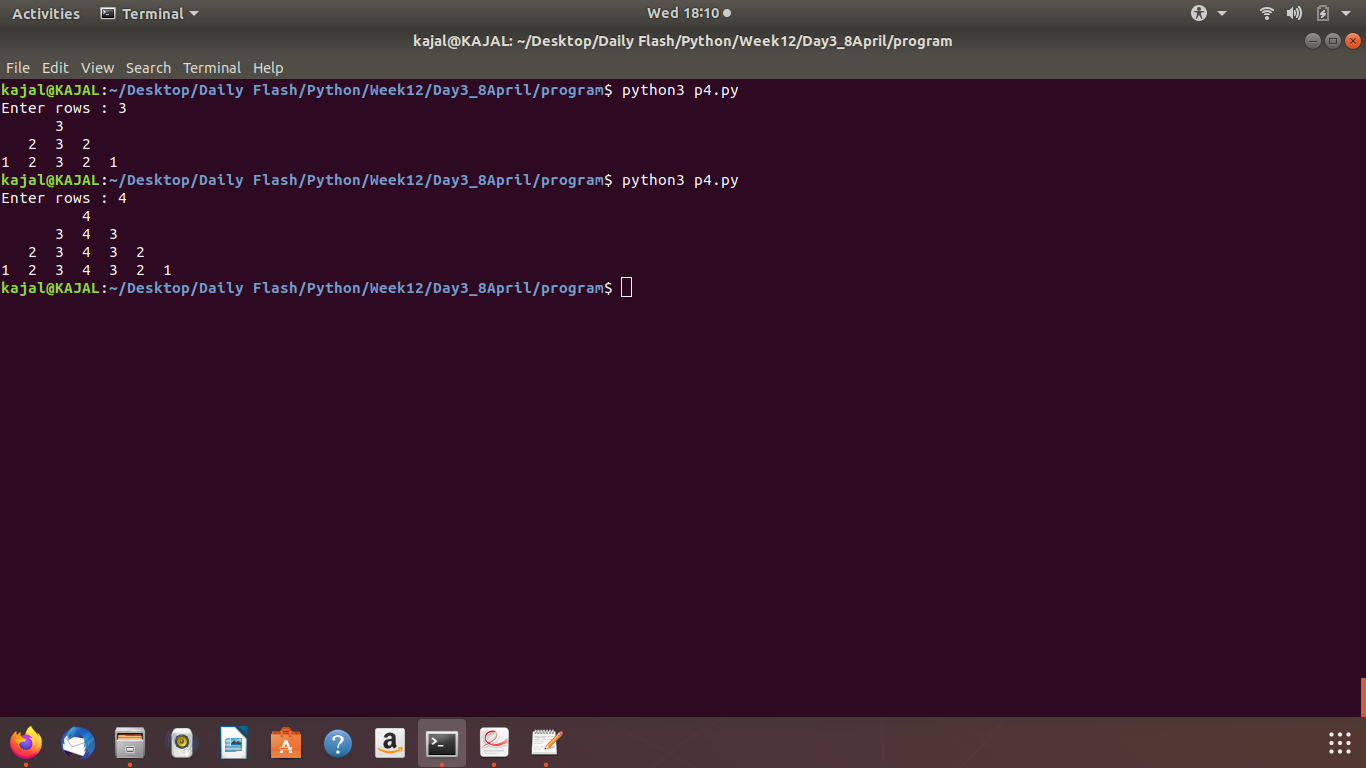 Activities Terminal Wed 18:10
kajal@KAJAL: ~/Desktop/Daily Flash/Python/Week12/Day3_8April/program
File Edit View Search Terminal Help
kajal@KAJAL:~/Desktop/Daily Flash/Python/Week12/Day3_8April/program$ python3 p4.py
Enter rows : 3
      3
   2  3  2
1  2  3  2  1
kajal@KAJAL:~/Desktop/Daily Flash/Python/Week12/Day3_8April/program$ python3 p4.py
Enter rows : 4
         4
      3  4  3
   2  3  4  3  2
1  2  3  4  3  2  1
kajal@KAJAL:~/Desktop/Daily Flash/Python/Week12/Day3_8April/program$